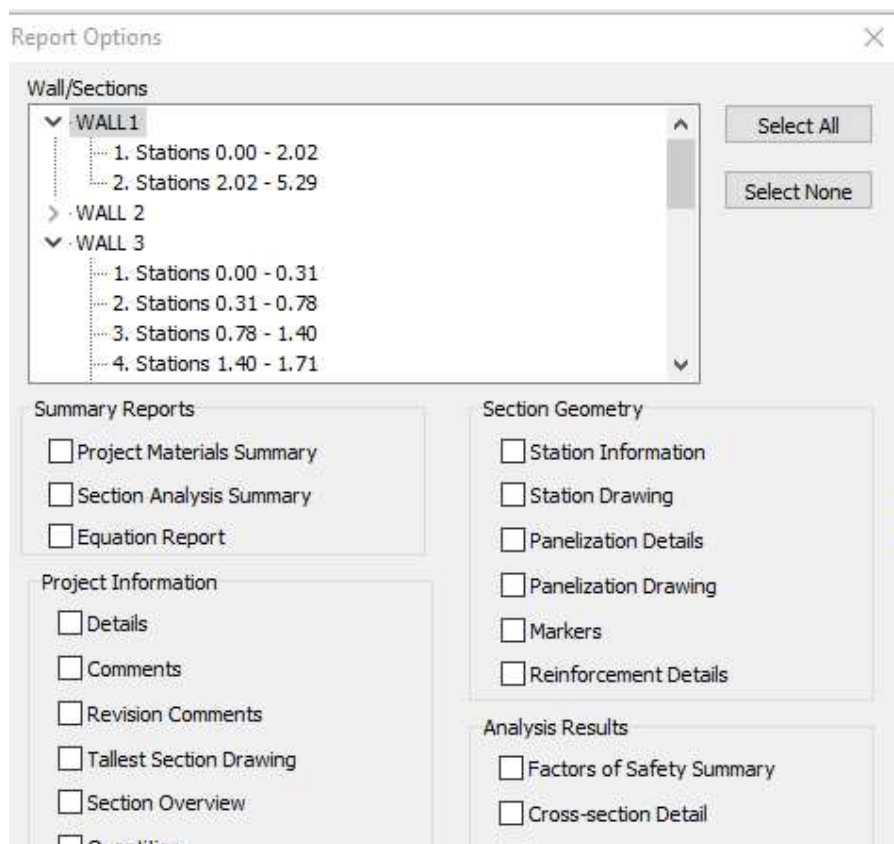 Report Options
Wall/Sections
WALL1
1. Stations 0.00 - 2.02
2. Stations 2.02 - 5.29
WALL 2
WALL 3
1. Stations 0.00 - 0.31
2. Stations 0.31 - 0.78
3. Stations 0.78 - 1.40
4. Stations 1.40 - 1.71
Select All
Select None
Summary Reports
Project Materials Summary
Section Analysis Summary
Equation Report
Project Information
Details
Comments
Revision Comments
Tallest Section Drawing
Section Overview
Section Geometry
Station Information
Station Drawing
Panelization Details
Panelization Drawing
Markers
Reinforcement Details
Analysis Results
Factors of Safety Summary
Cross-section Detail